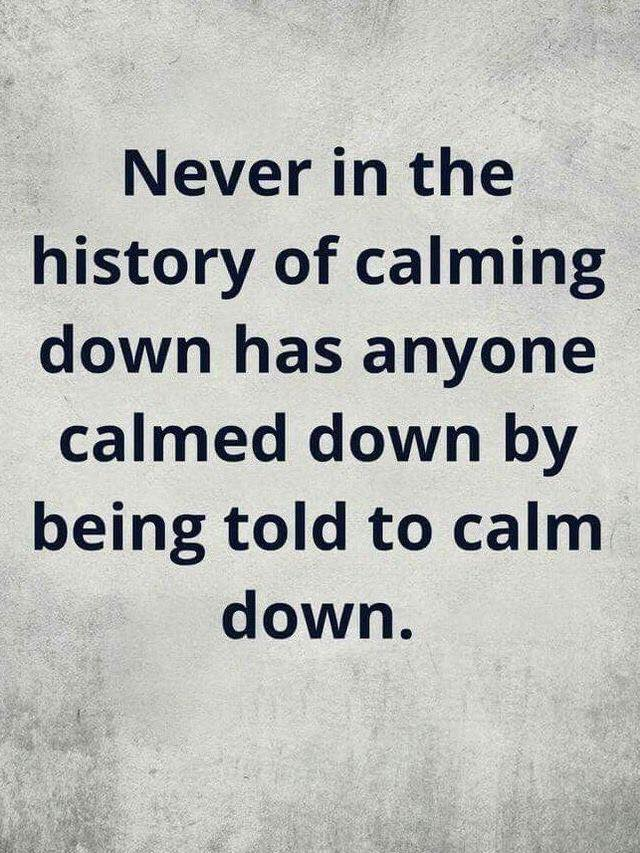 Never in the
history of calming
down has anyone
calmed down by
being told to calm
down.